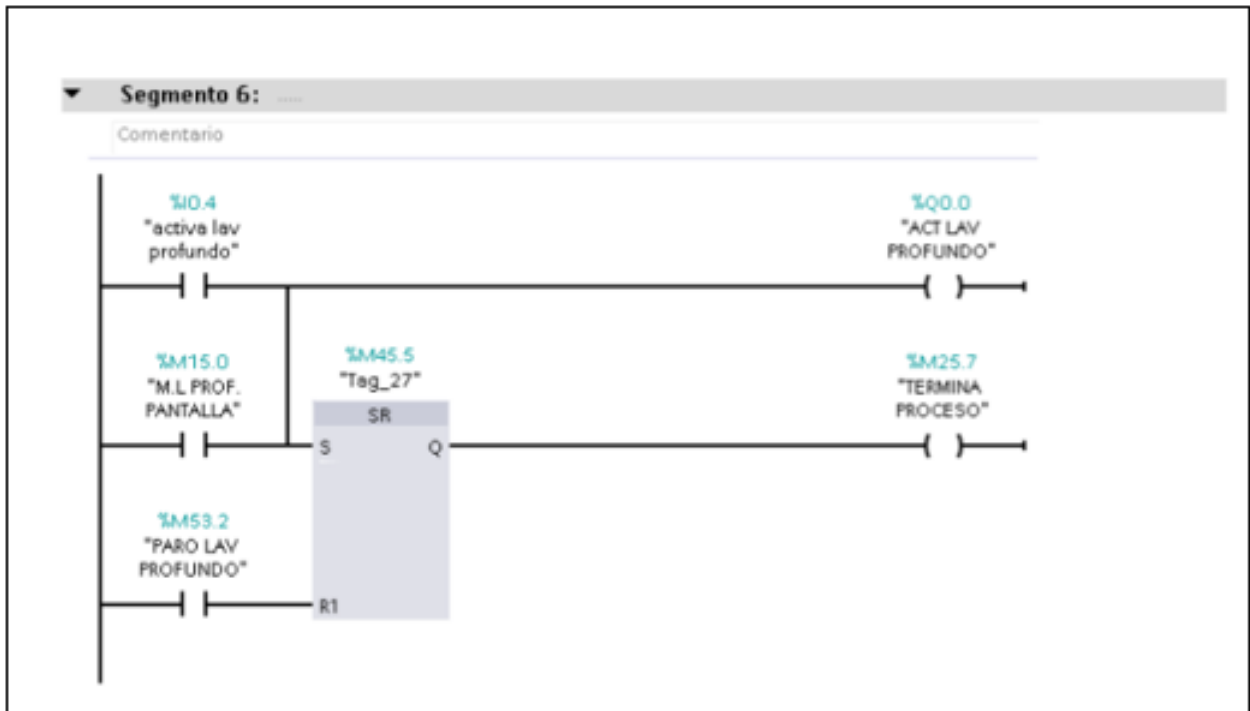 Segmento 6: .....
Comentario
%I0.4
"activa lav
profundo"
%Q0.0
"ACT LAV
PROFUNDO"
%M15.0
"M.L PROF.
PANTALLA"
%M45.5
"Tag_27"
SR
S
Q
R1
%M25.7
"TERMINA
PROCESO"
%M53.2
"PARO LAV
PROFUNDO"